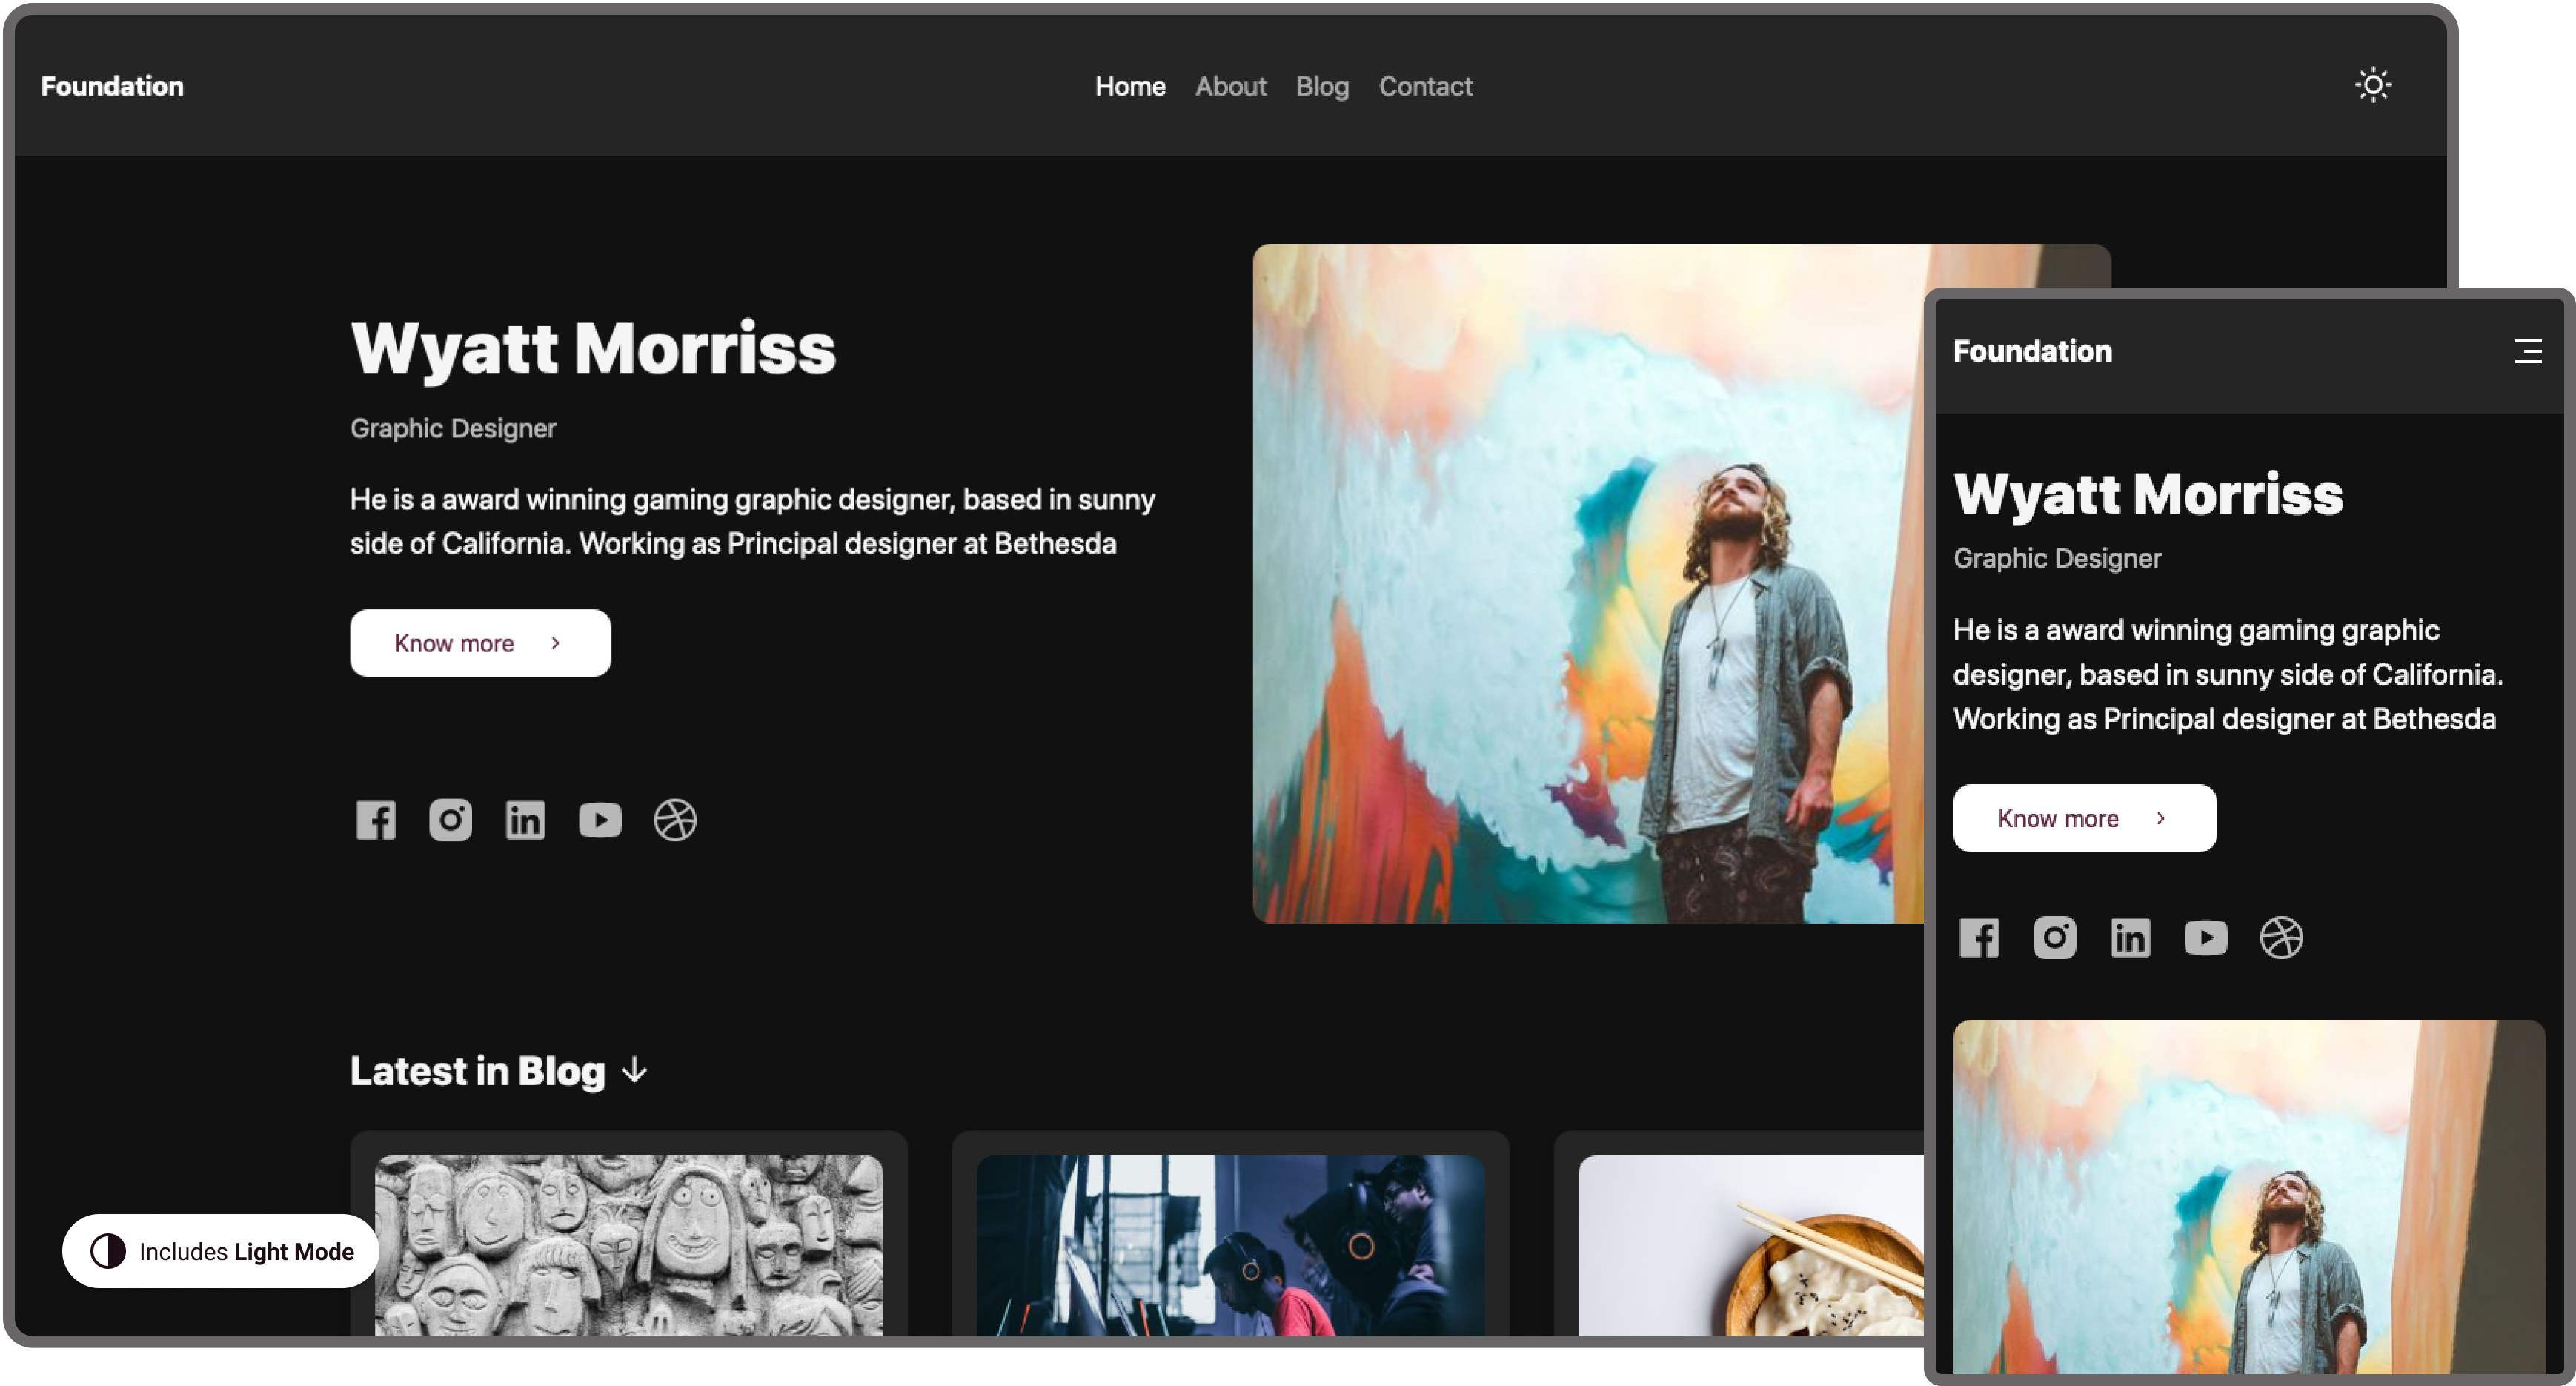 Foundation
Home About Blog Contact
Wyatt Morriss
Graphic Designer
He is a award winning gaming graphic designer, based in sunny
side of California. Working as Principal designer at Bethesda
Know more
Latest in Blog
Includes Light Mode
Foundation
Wyatt Morriss
Graphic Designer
He is a award winning gaming graphic
designer, based in sunny side of California.
Working as Principal designer at Bethesda
Know more